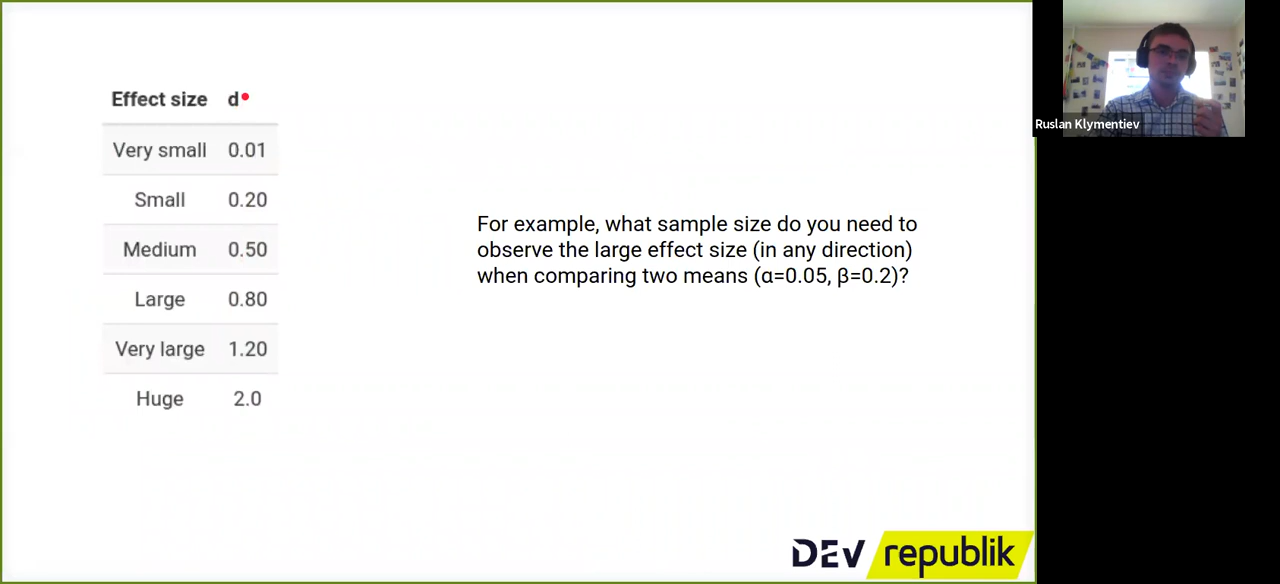 Effect size d
Very small 0.01
Small 0.20
Medium 0.50
Large 0.80
Very large 1.20
Huge 2.0
For example, what sample size do you need to
observe the large effect size (in any direction)
when comparing two means (α=0.05, β=0.2)?
DEV republik
Ruslan Klymentiev